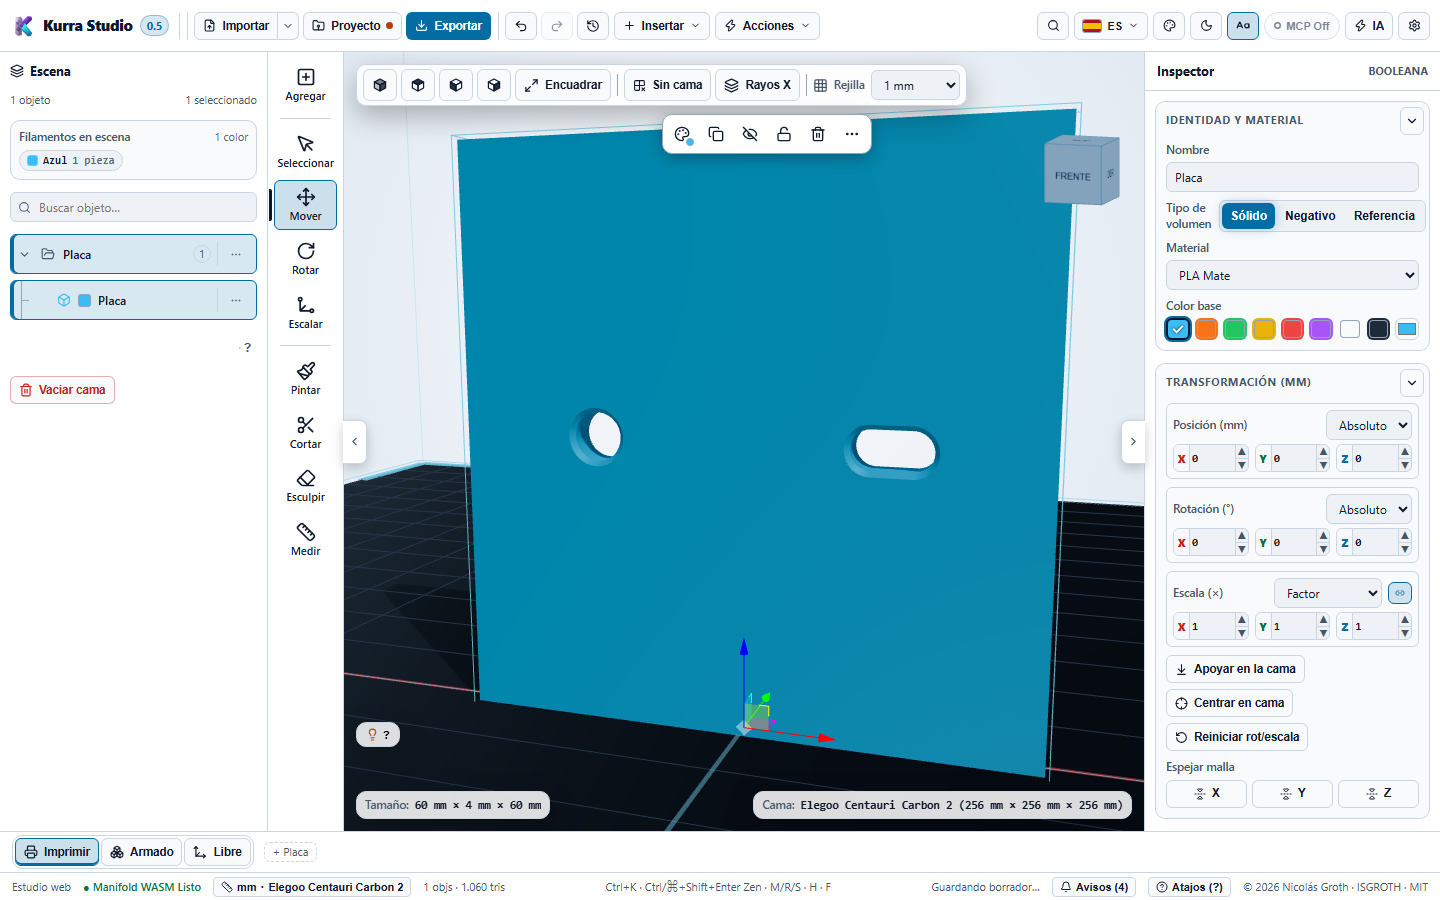 Kurra Studio 0.5
Importar
Proyecto
Exportar
Insertar
Acciones
ES
Aa
MCP Off
IA
Escena
1 objeto 1 seleccionado
Filamentos en escena 1 color
Azul 1 pieza
Buscar objeto...
Placa 1 ...
Placa ...
· ?
Vaciar cama
Agregar
Seleccionar
Mover
Rotar
Escalar
Pintar
Cortar
Esculpir
Medir
Encuadrar
Sin cama
Rayos X
Rejilla
1 mm
FRENTE
?
Tamaño: 60 mm × 4 mm × 60 mm
Cama: Elegoo Centauri Carbon 2 (256 mm × 256 mm × 256 mm)
Inspector BOOLEANA
IDENTIDAD Y MATERIAL
Nombre
Placa
Tipo de volumen
Sólido Negativo Referencia
Material
PLA Mate
Color base
TRANSFORMACIÓN (MM)
Posición (mm) Absoluto
X 0 Y 0 Z 0
Rotación (°) Absoluto
X 0 Y 0 Z 0
Escala (×) Factor
X 1 Y 1 Z 1
Apoyar en la cama
Centrar en cama
Reiniciar rot/escala
Espejar malla
X Y Z
Imprimir
Armado
Libre
+ Placa
Estudio web
● Manifold WASM Listo
mm · Elegoo Centauri Carbon 2
1 objs · 1.060 tris
Ctrl+K · Ctrl/⌘+Shift+Enter Zen · M/R/S · H · F
Guardando borrador...
Avisos (4)
Atajos (?)
© 2026 Nicolás Groth · ISGROTH · MIT